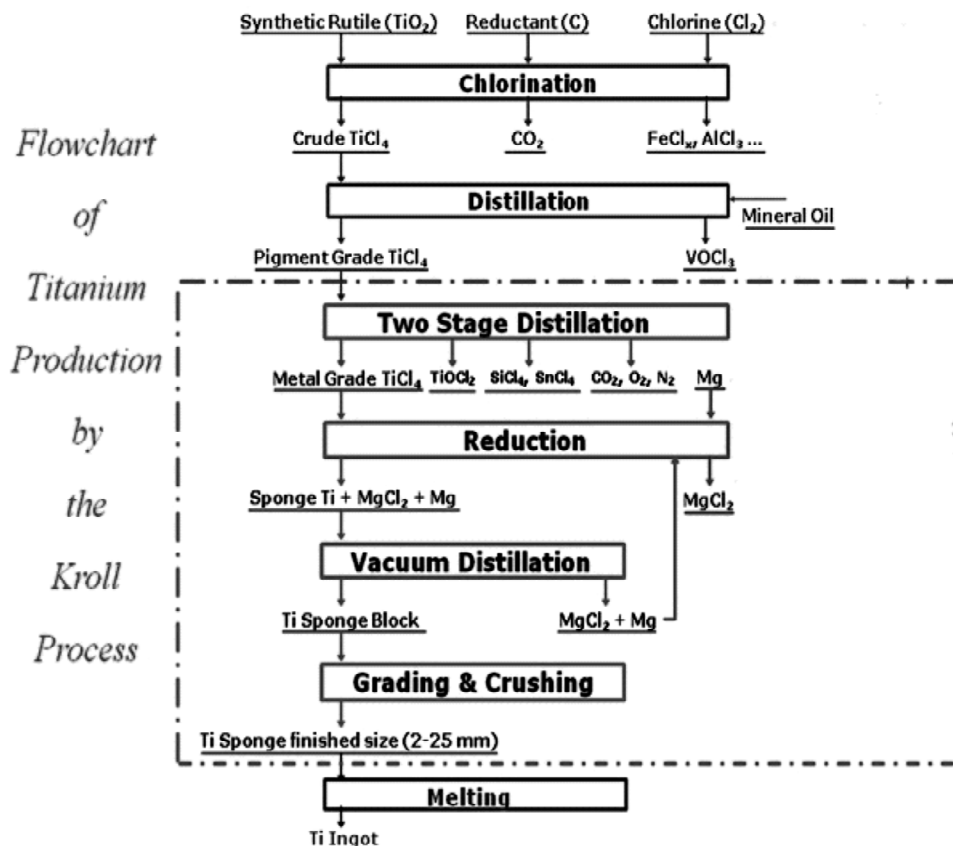 Synthetic Rutile (TiO₂) Reductant (C) Chlorine (Cl₂)
Chlorination
Crude TiCl₄ CO₂ FeClₓ, AlCl₃ ...
Distillation
Mineral Oil
Pigment Grade TiCl₄ VOCl₃
Two Stage Distillation
Metal Grade TiCl₄ TiOCl₂ SiCl₄, SnCl₄ CO₂, O₂, N₂ Mg
Reduction
Sponge Ti + MgCl₂ + Mg MgCl₂
Vacuum Distillation
Ti Sponge Block MgCl₂ + Mg
Grading & Crushing
Ti Sponge finished size (2-25 mm)
Melting
Ti Ingot
Flowchart
of
Titanium
Production
by
the
Kroll
Process